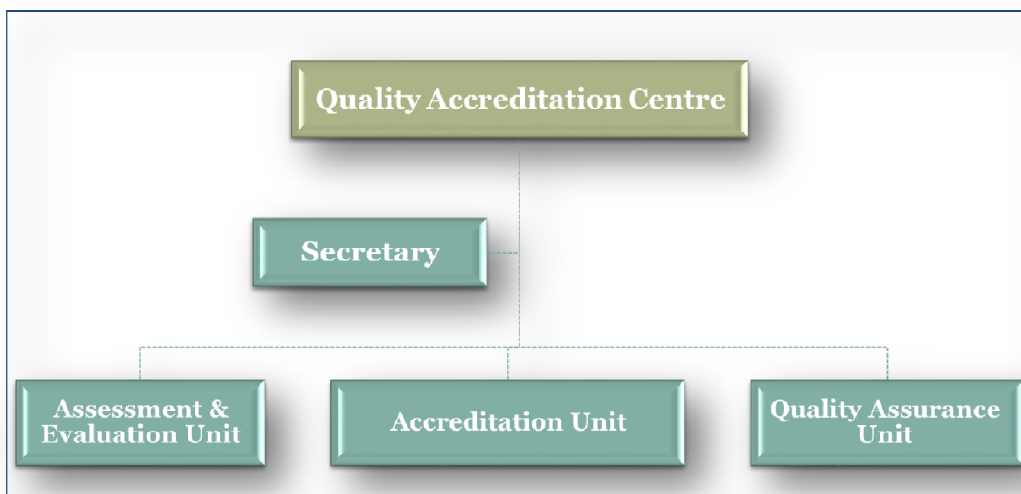 Quality Accreditation Centre
Secretary
Assessment &
Evaluation Unit
Accreditation Unit
Quality Assurance
Unit